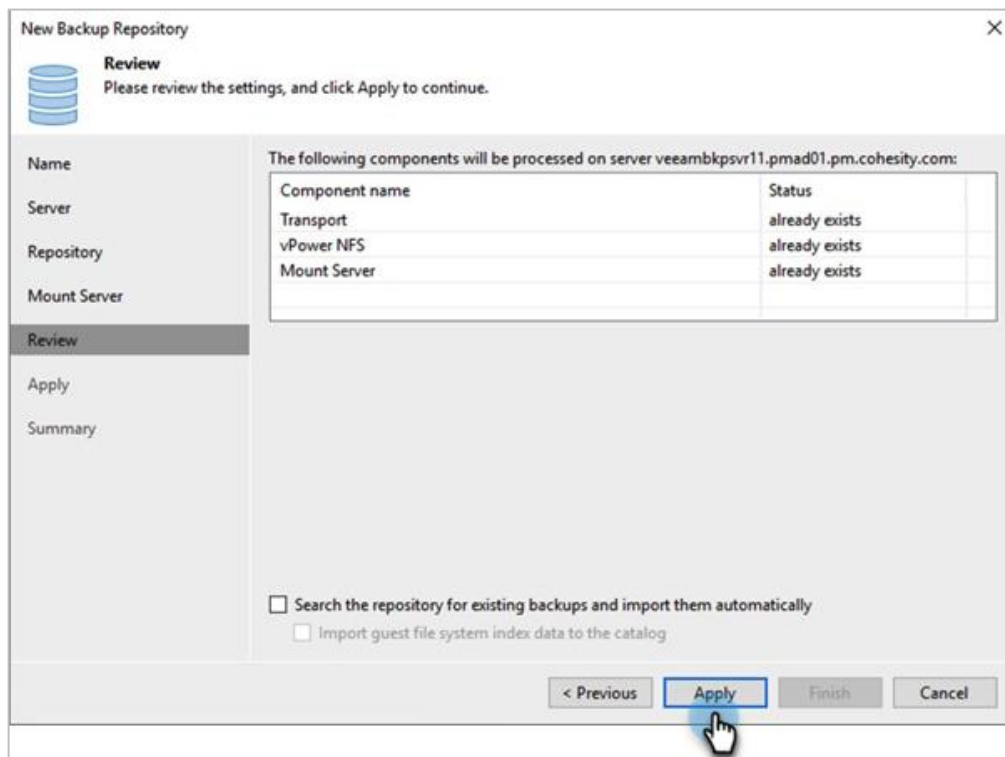 New Backup Repository
Review
Please review the settings, and click Apply to continue.
Name
Server
Repository
Mount Server
Review
Apply
Summary
The following components will be processed on server veeambkpsvr11.pmad01.pm.cohesity.com:
Component name Status
Transport already exists
vPower NFS already exists
Mount Server already exists
Search the repository for existing backups and import them automatically
Import guest file system index data to the catalog
< Previous Apply Finish Cancel